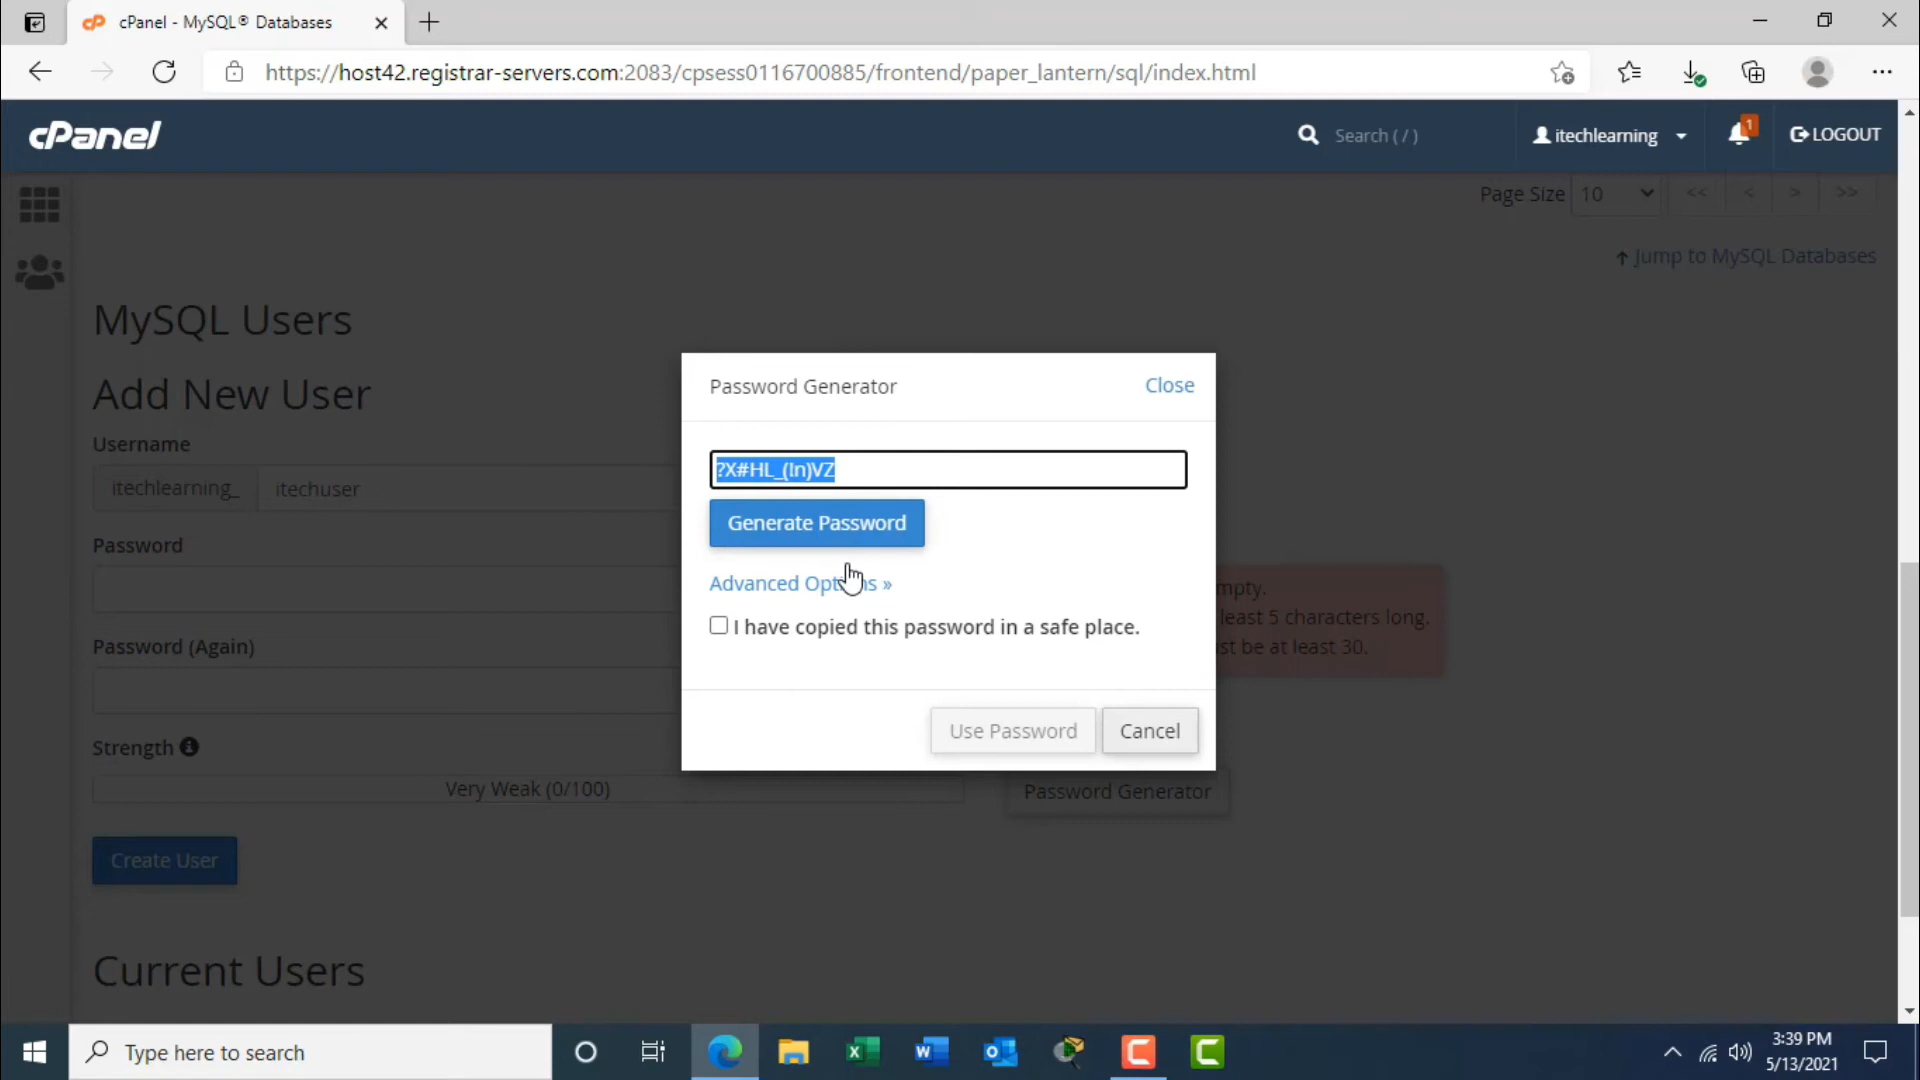 cPanel - MySQL® Databases
https://host42.registrar-servers.com:2083/cpsess0116700885/frontend/paper_lantern/sql/index.html
cPanel
Search ( / )
itechlearning
1
LOGOUT
Page Size 10 << < > >>
Jump to MySQL Databases
MySQL Users
Add New User
Username
itechlearning_ itechuser
Password
Password (Again)
Strength
Very Weak (0/100)
Password Generator
Create User
Current Users
Password Generator
Close
?X#HL_(!n)VZ
Generate Password
Advanced Options »
I have copied this password in a safe place.
Use Password
Cancel
mpty.
least 5 characters long.
st be at least 30.
Type here to search
3:39 PM
5/13/2021